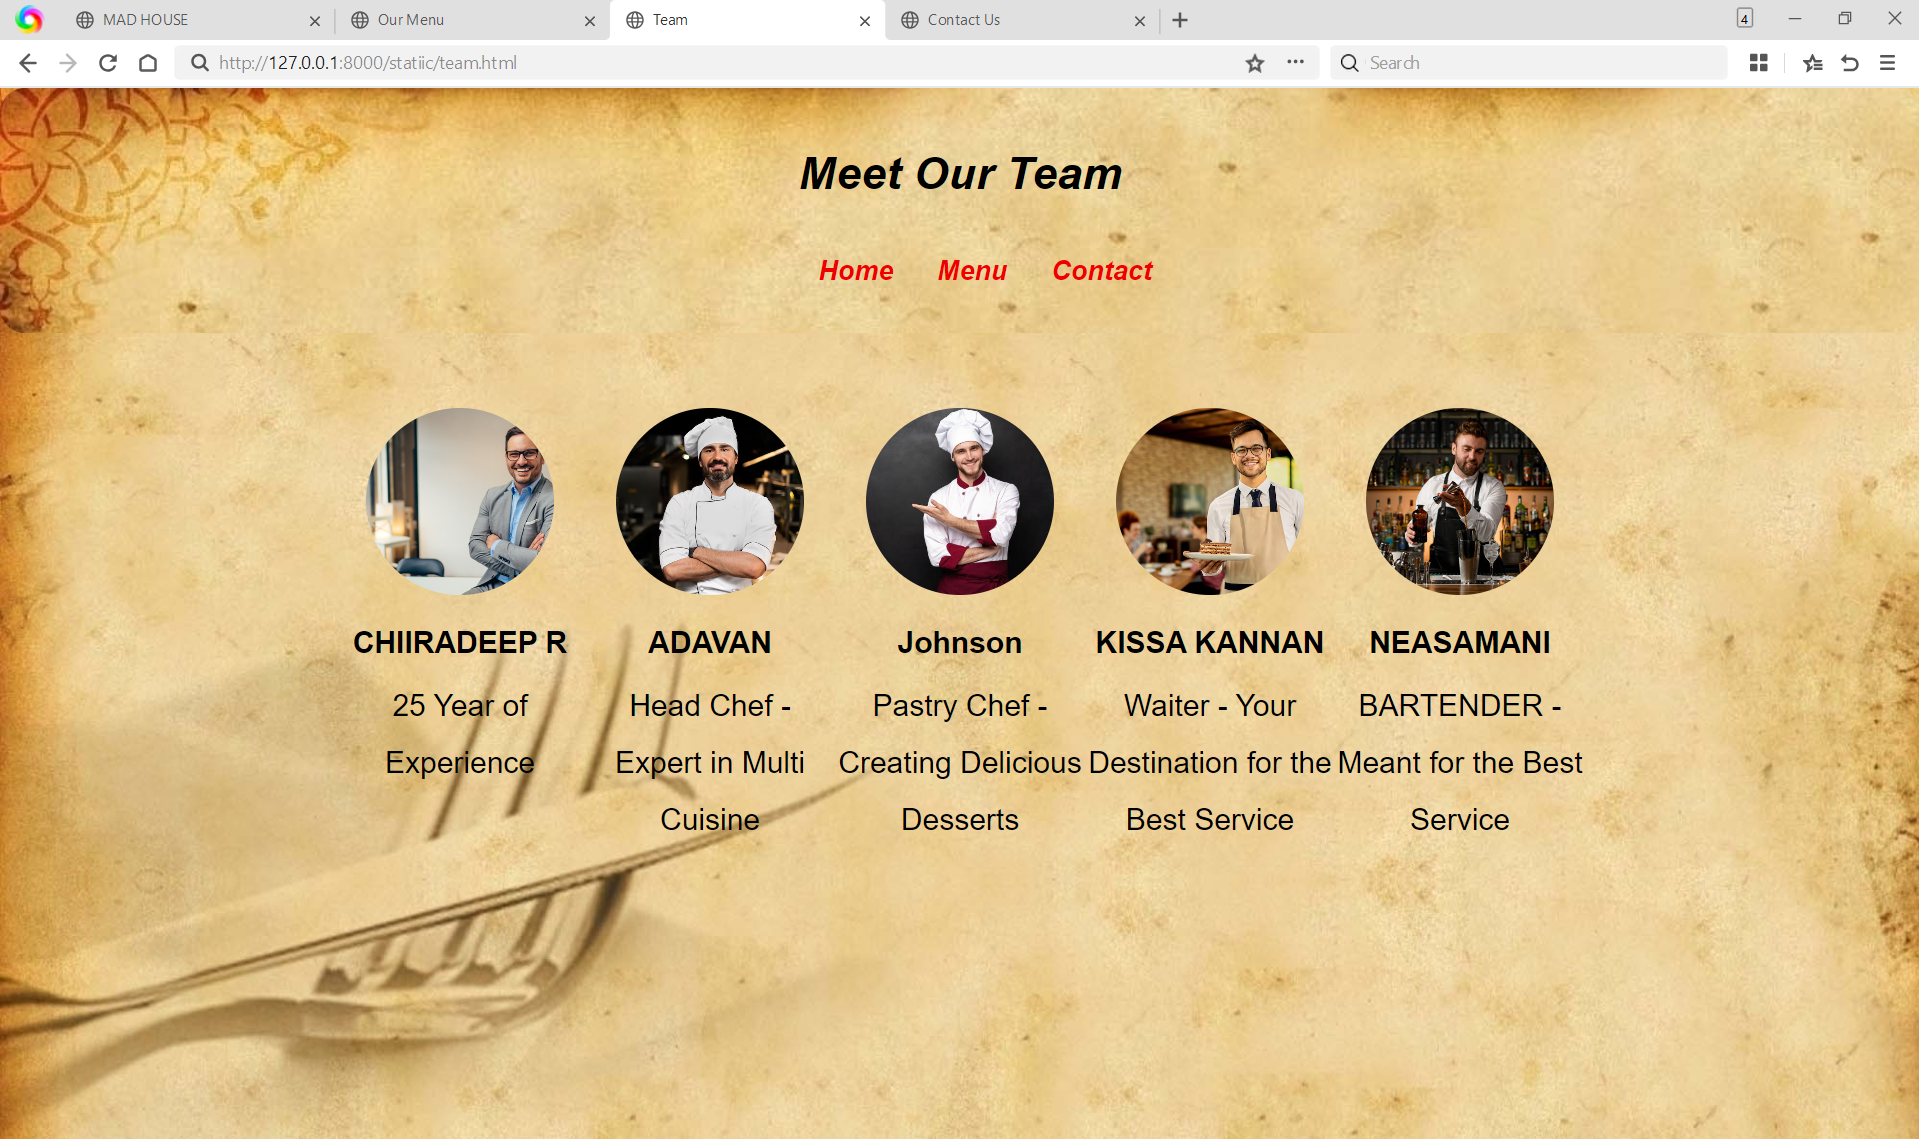 MAD HOUSE
Our Menu
Team
Contact Us
4
http://127.0.0.1:8000/statiic/team.html
Search
Meet Our Team
Home Menu Contact
CHIIRADEEP R
25 Year of
Experience
ADAVAN
Head Chef -
Expert in Multi
Cuisine
Johnson
Pastry Chef -
Creating Delicious
Desserts
KISSA KANNAN
Waiter - Your
Destination for the
Best Service
NEASAMANI
BARTENDER -
Meant for the Best
Service